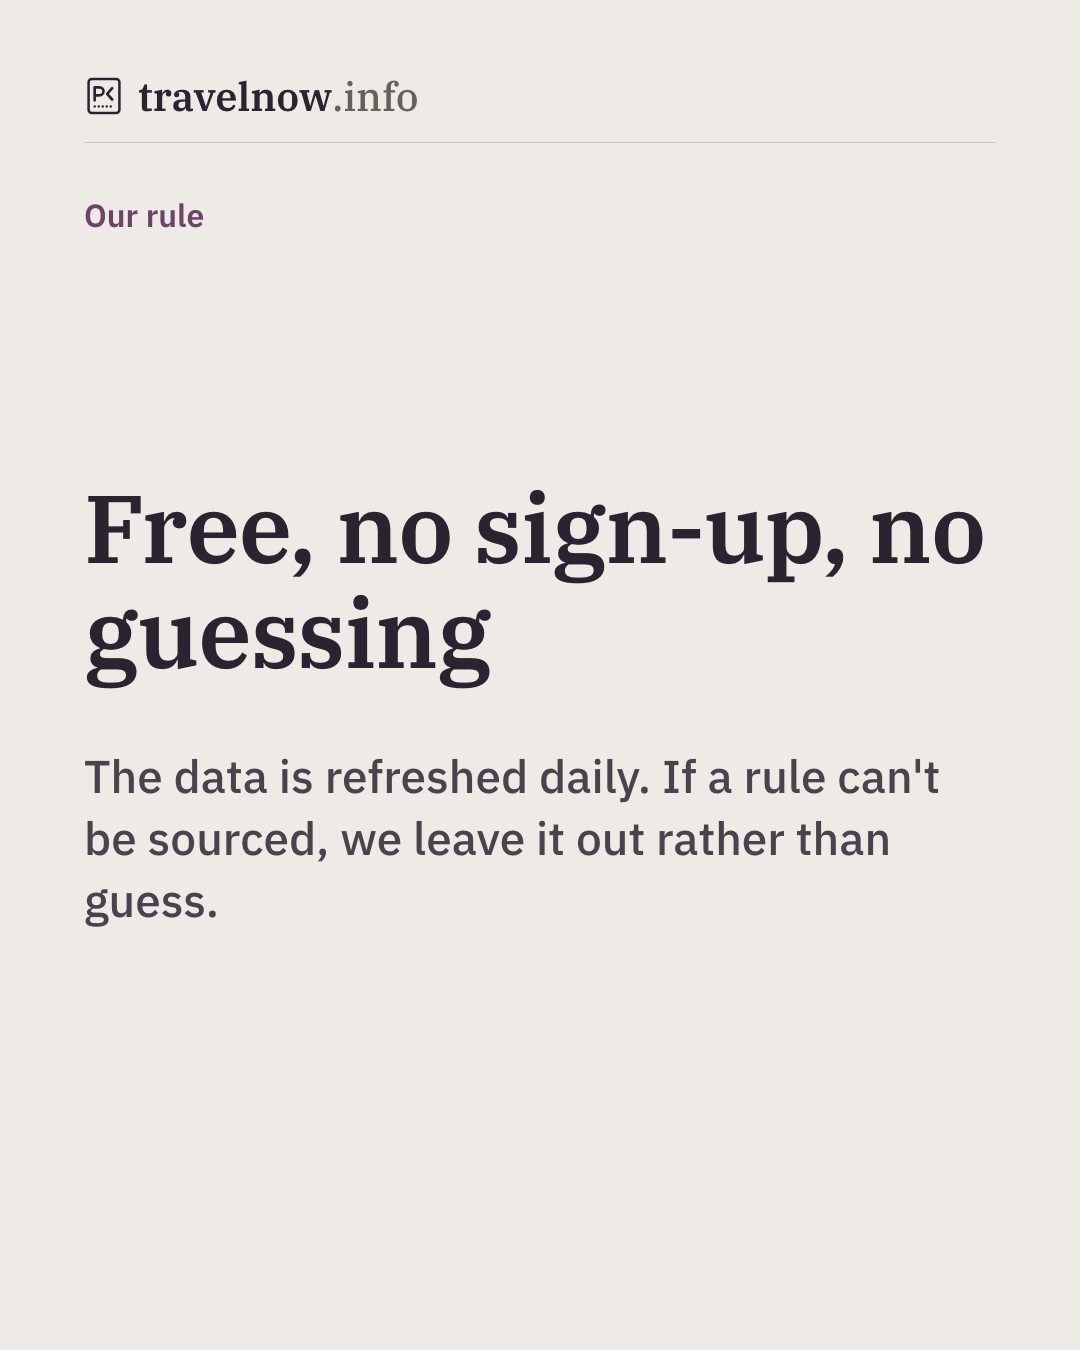 travelnow.info
Our rule
Free, no sign-up, no
guessing
The data is refreshed daily. If a rule can't
be sourced, we leave it out rather than
guess.